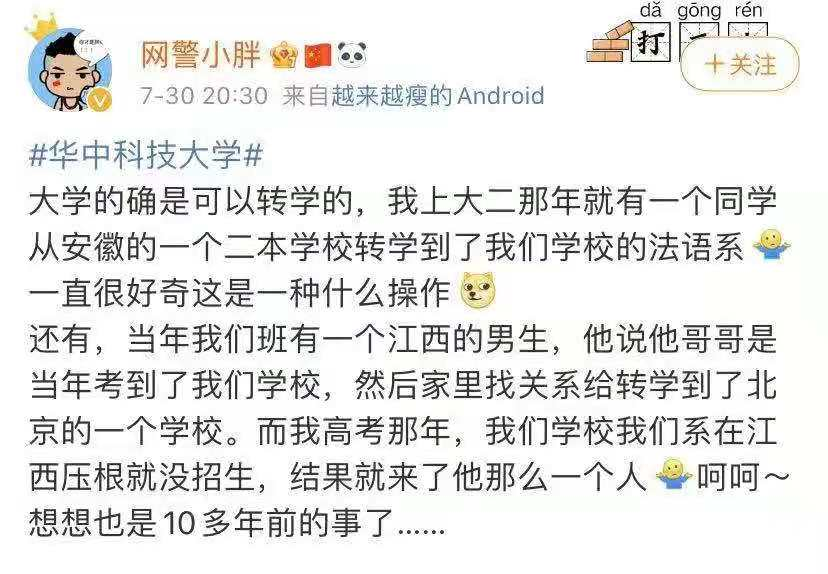 dǎ gōng rén
打
网警小胖
+关注
7-30 20:30 来自越来越瘦的Android
#华中科技大学#
大学的确是可以转学的，我上大二那年就有一个同学
从安徽的一个二本学校转学到了我们学校的法语系
一直很好奇这是一种什么操作
还有，当年我们班有一个江西的男生，他说他哥哥是
当年考到了我们学校，然后家里找关系给转学到了北
京的一个学校。而我高考那年，我们学校我们系在江
西压根就没招生，结果就来了他那么一个人 呵呵～
想想也是10多年前的事了......